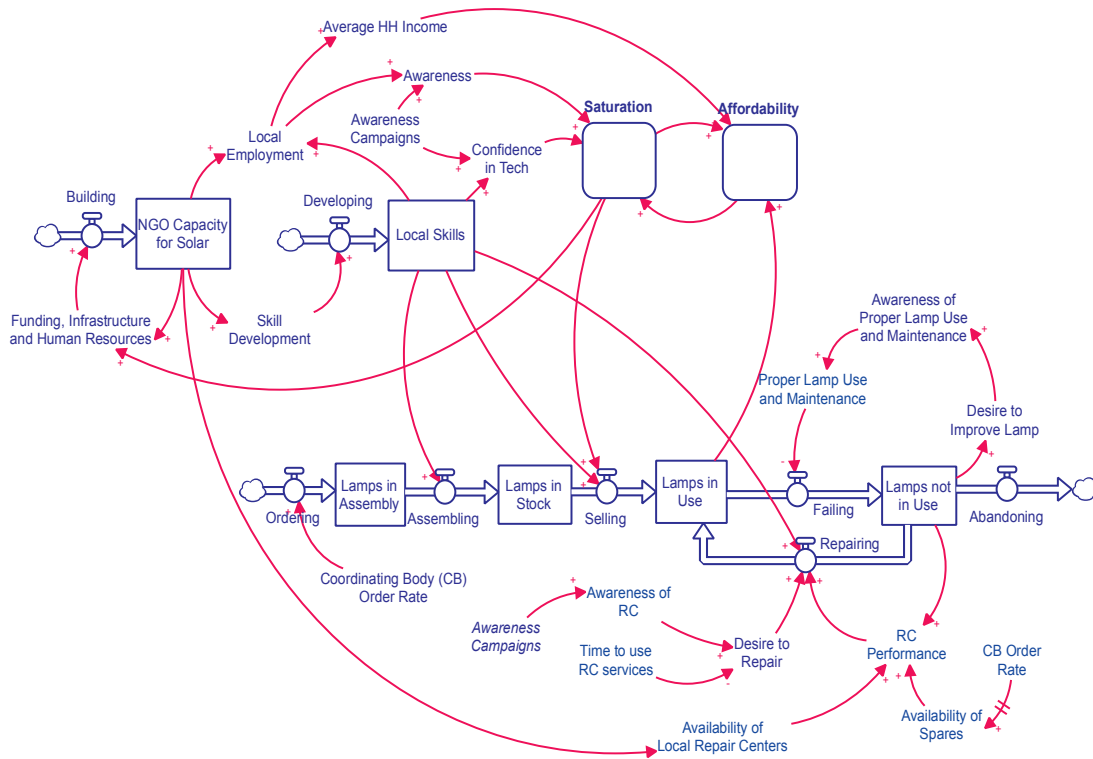 Average HH Income
Awareness
Saturation
Affordability
Awareness
Campaigns
Local
Employment
Confidence
in Tech
Building
Developing
NGO Capacity
for Solar
Local Skills
Funding, Infrastructure
and Human Resources
Skill
Development
Awareness of
Proper Lamp Use
and Maintenance
Proper Lamp Use
and Maintenance
Desire to
Improve Lamp
Lamps in
Assembly
Lamps in
Stock
Lamps in
Use
Lamps not
in Use
Ordering
Assembling
Selling
Failing
Abandoning
Repairing
Coordinating Body (CB)
Order Rate
Awareness of
RC
Awareness
Campaigns
Desire to
Repair
Time to use
RC services
RC
Performance
CB Order
Rate
Availability of
Spares
Availability of
Local Repair Centers